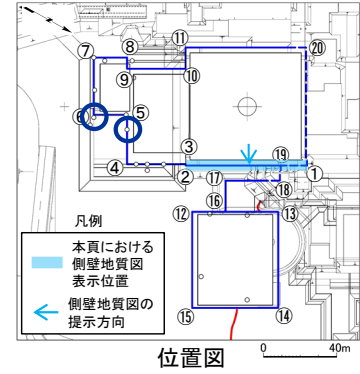 ⑦
⑧
⑪
⑳
⑨
⑩
⑥
⑤
③
④
②
⑲
①
⑰
⑱
⑯
⑫
⑬
⑮
⑭
凡例
本頁における
側壁地質図
表示位置
側壁地質図の
提示方向
位置図
0
40m